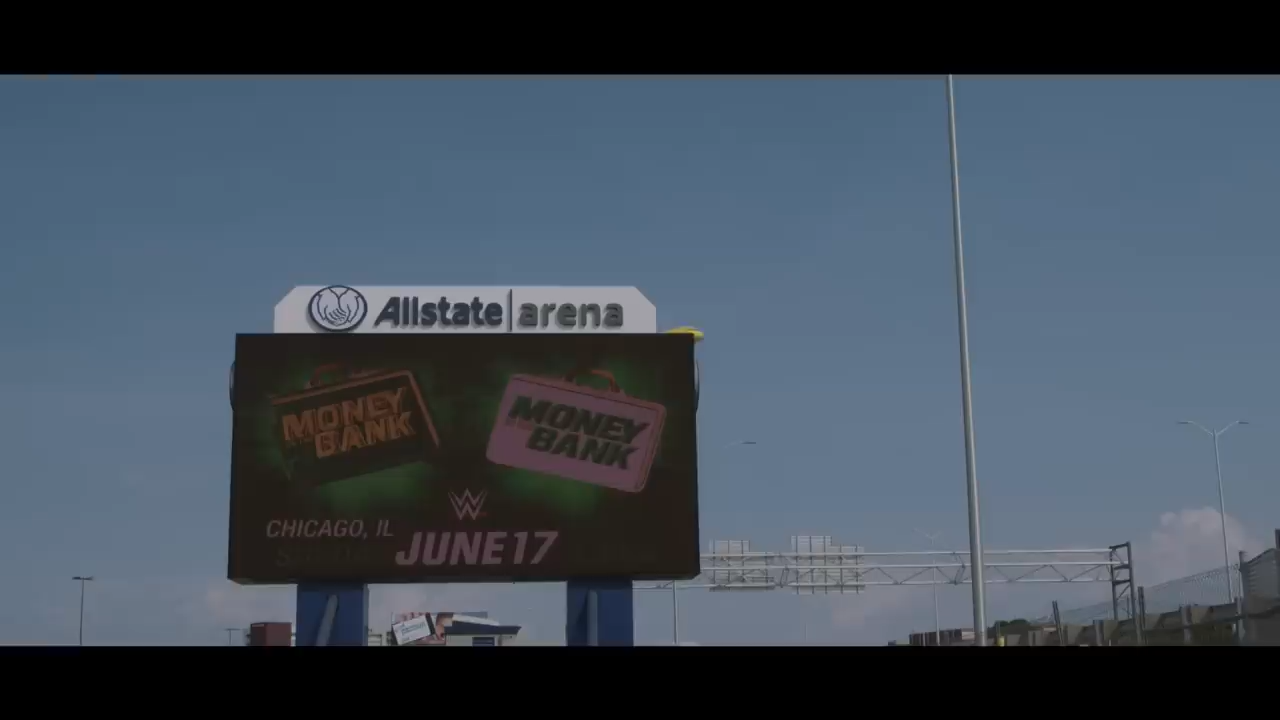 Allstate | arena
MONEY
BANK
MONEY
BANK
W
CHICAGO, IL
JUNE 17